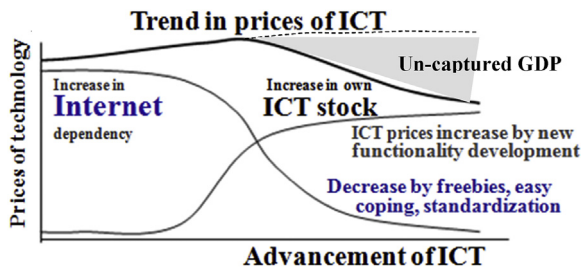 Trend in prices of ICT
Un-captured GDP
Increase in
Internet
dependency
Increase in own
ICT stock
ICT prices increase by new
functionality development
Decrease by freebies, easy
coping, standardization
Prices of technology
Advancement of ICT